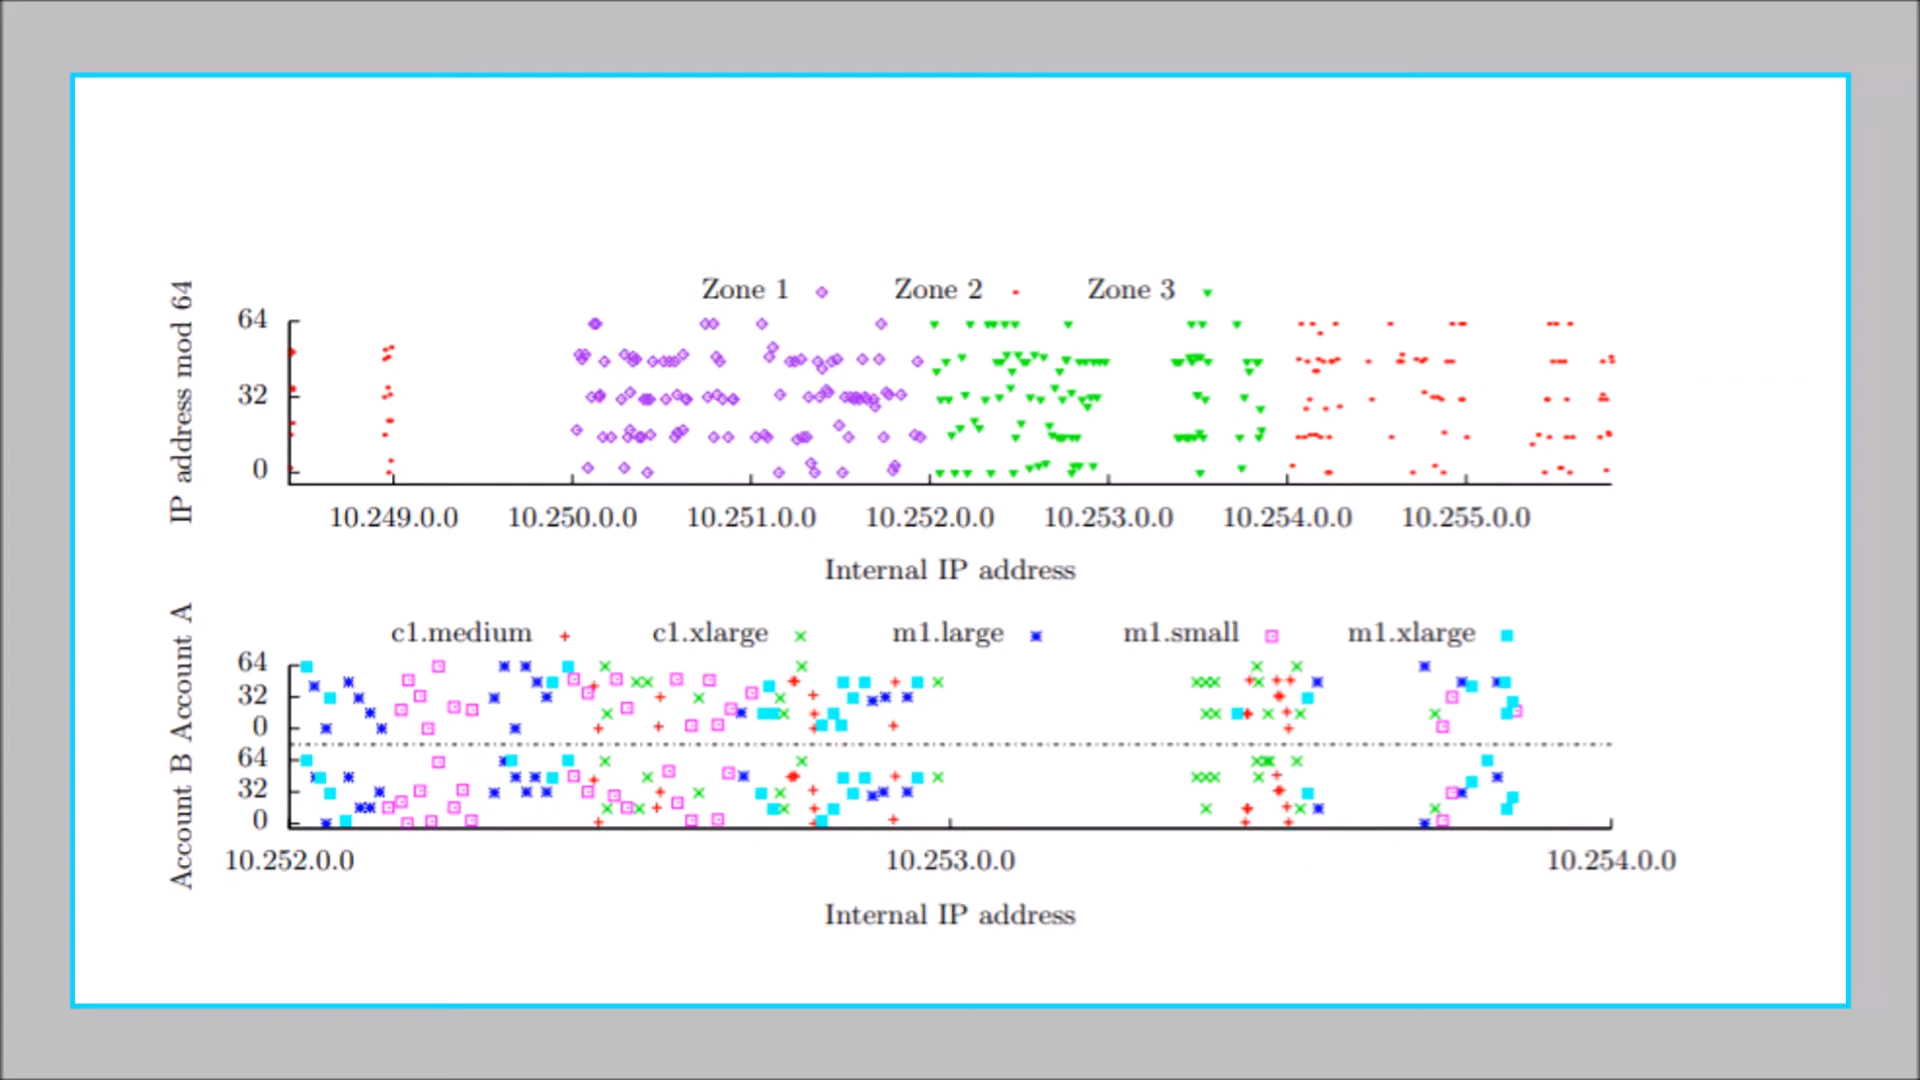 Zone 1 Zone 2 Zone 3
IP address mod 64
64
32
0
10.249.0.0 10.250.0.0 10.251.0.0 10.252.0.0 10.253.0.0 10.254.0.0 10.255.0.0
Internal IP address
c1.medium c1.xlarge m1.large m1.small m1.xlarge
Account B Account A
64
32
0
64
32
0
10.252.0.0 10.253.0.0 10.254.0.0
Internal IP address